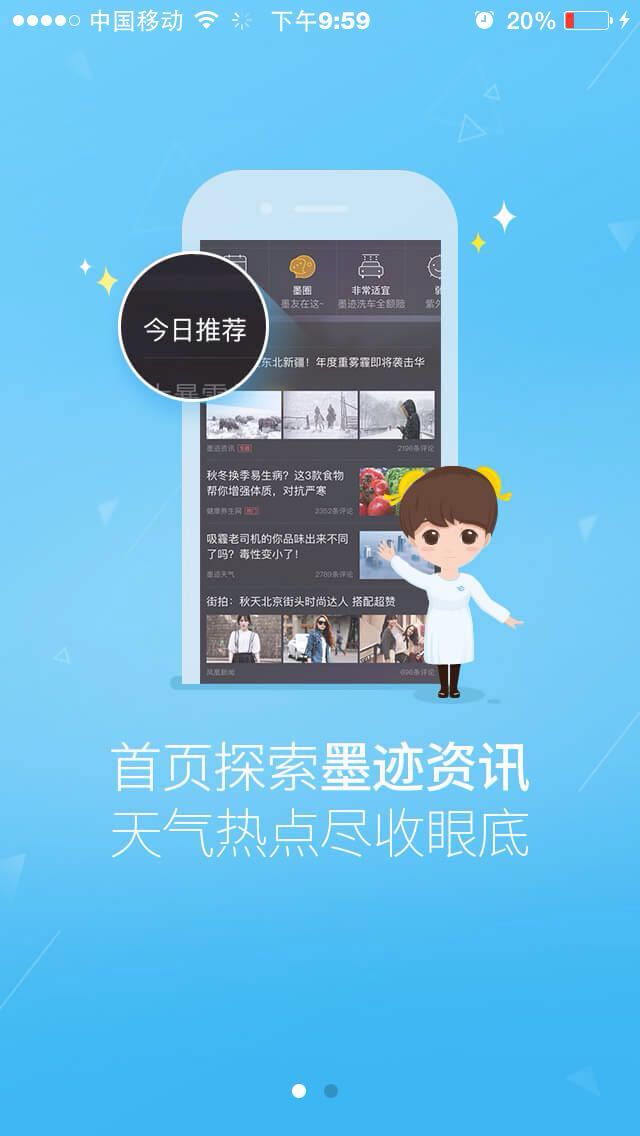 中国移动
下午9:59
20%
墨圈
墨友在这~
非常适宜
墨迹洗车全额赔
紫外
今日推荐
东北新疆！年度重雾霾即将袭击华
墨迹资讯
2196条评论
秋冬换季易生病？这3款食物
帮你增强体质，对抗严寒
健康养生网
2352条评论
吸霾老司机的你品味出来不同
了吗？毒性变小了！
墨迹天气
2789条评论
街拍：秋天北京街头时尚达人 搭配超赞
凤凰新闻
696条评论
首页探索墨迹资讯
天气热点尽收眼底